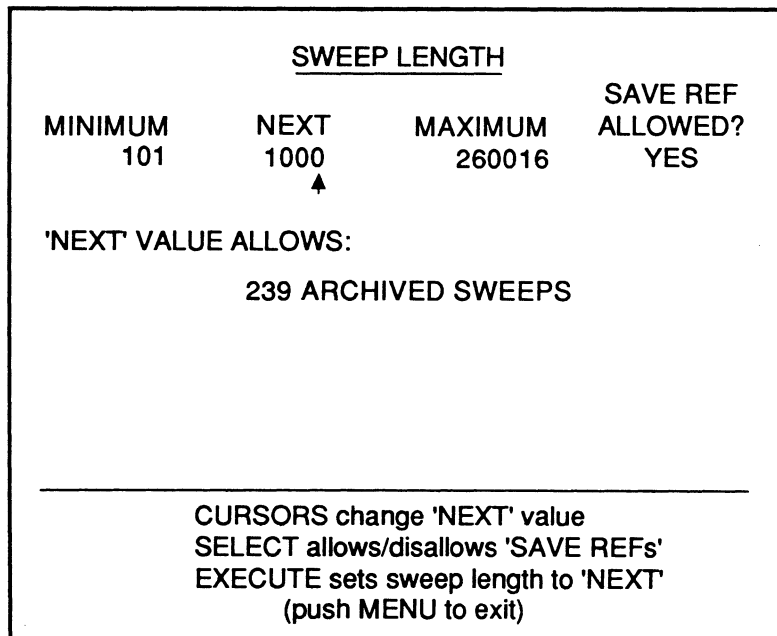 SWEEP LENGTH
MINIMUM NEXT MAXIMUM SAVE REF ALLOWED?
101 1000 260016 YES
'NEXT' VALUE ALLOWS:
239 ARCHIVED SWEEPS
CURSORS change 'NEXT' value
SELECT allows/disallows 'SAVE REFs'
EXECUTE sets sweep length to 'NEXT'
(push MENU to exit)